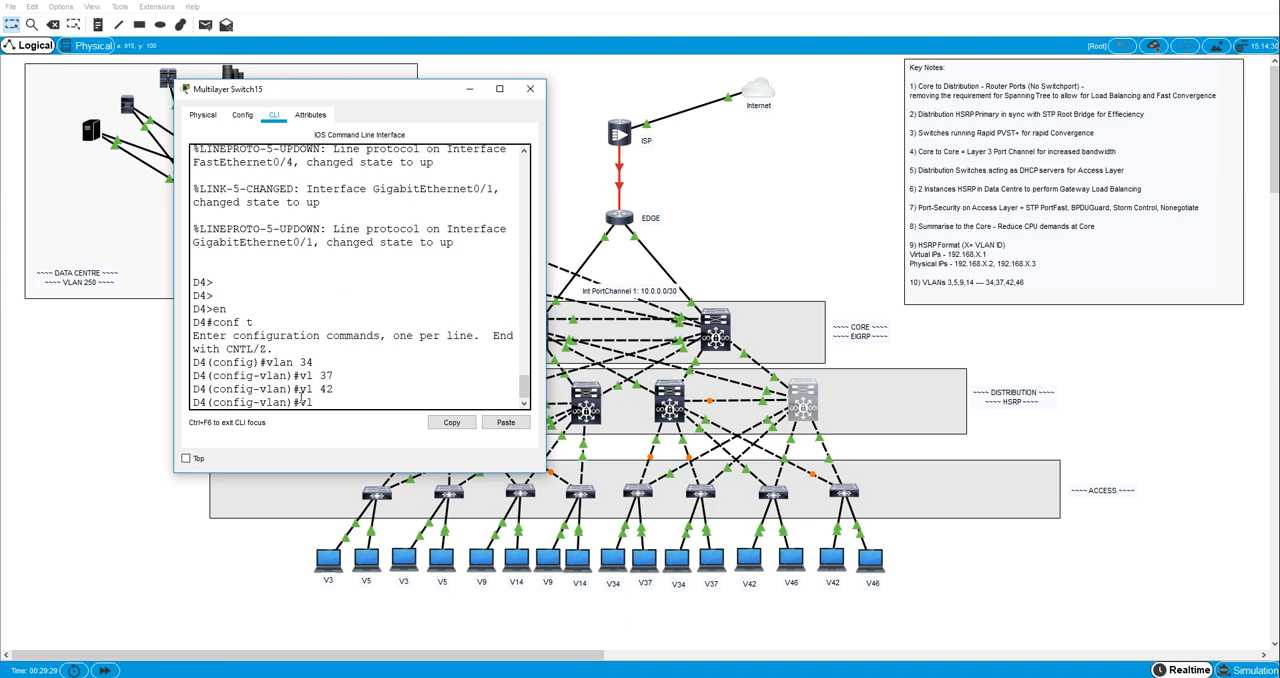 File Edit Options View Tools Extensions Help
Logical Physical x: 915, y: 100 [Root] 15:14:30
Key Notes:
1) Core to Distribution - Router Ports (No Switchport) -
removing the requirement for Spanning Tree to allow for Load Balancing and Fast Convergence
2) Distribution HSRP Primary in sync with STP Root Bridge for Efficiency
3) Switches running Rapid PVST+ for rapid Convergence
4) Core to Core = Layer 3 Port Channel for increased bandwidth
5) Distribution Switches acting as DHCP servers for Access Layer
6) 2 Instances HSRP in Data Centre to perform Gateway Load Balancing
7) Port-Security on Access Layer + STP PortFast, BPDUGuard, Storm Control, Nonegotiate
8) Summarise to the Core - Reduce CPU demands at Core
9) HSRP Format (X= VLAN ID)
Virtual IPs - 192.168.X.1
Physical IPs - 192.168.X.2, 192.168.X.3
10) VLANs 3,5,9,14 ---- 34,37,42,46
Internet
ISP
EDGE
~~~~ DATA CENTRE ~~~~
~~~~ VLAN 250 ~~~~
Multilayer Switch15
Physical Config CLI Attributes
IOS Command Line Interface
%LINEPROTO-5-UPDOWN: Line protocol on Interface
FastEthernet0/4, changed state to up
%LINK-5-CHANGED: Interface GigabitEthernet0/1,
changed state to up
%LINEPROTO-5-UPDOWN: Line protocol on Interface
GigabitEthernet0/1, changed state to up
D4>
D4>
D4>en
D4#conf t
Enter configuration commands, one per line. End
with CNTL/Z.
D4(config)#vlan 34
D4(config-vlan)#vl 37
D4(config-vlan)#vl 42
D4(config-vlan)#vl
Ctrl+F6 to exit CLI focus
Copy Paste
Top
Int PortChannel 1: 10.0.0.0/30
~~~~ CORE ~~~~
~~~~ EIGRP ~~~~
~~~~ DISTRIBUTION ~~~~
~~~~ HSRP ~~~~
~~~~ ACCESS ~~~~
V3 V5 V3 V5 V9 V14 V9 V14 V34 V37 V34 V37 V42 V46 V42 V46
Time: 00:29:29 Realtime Simulation